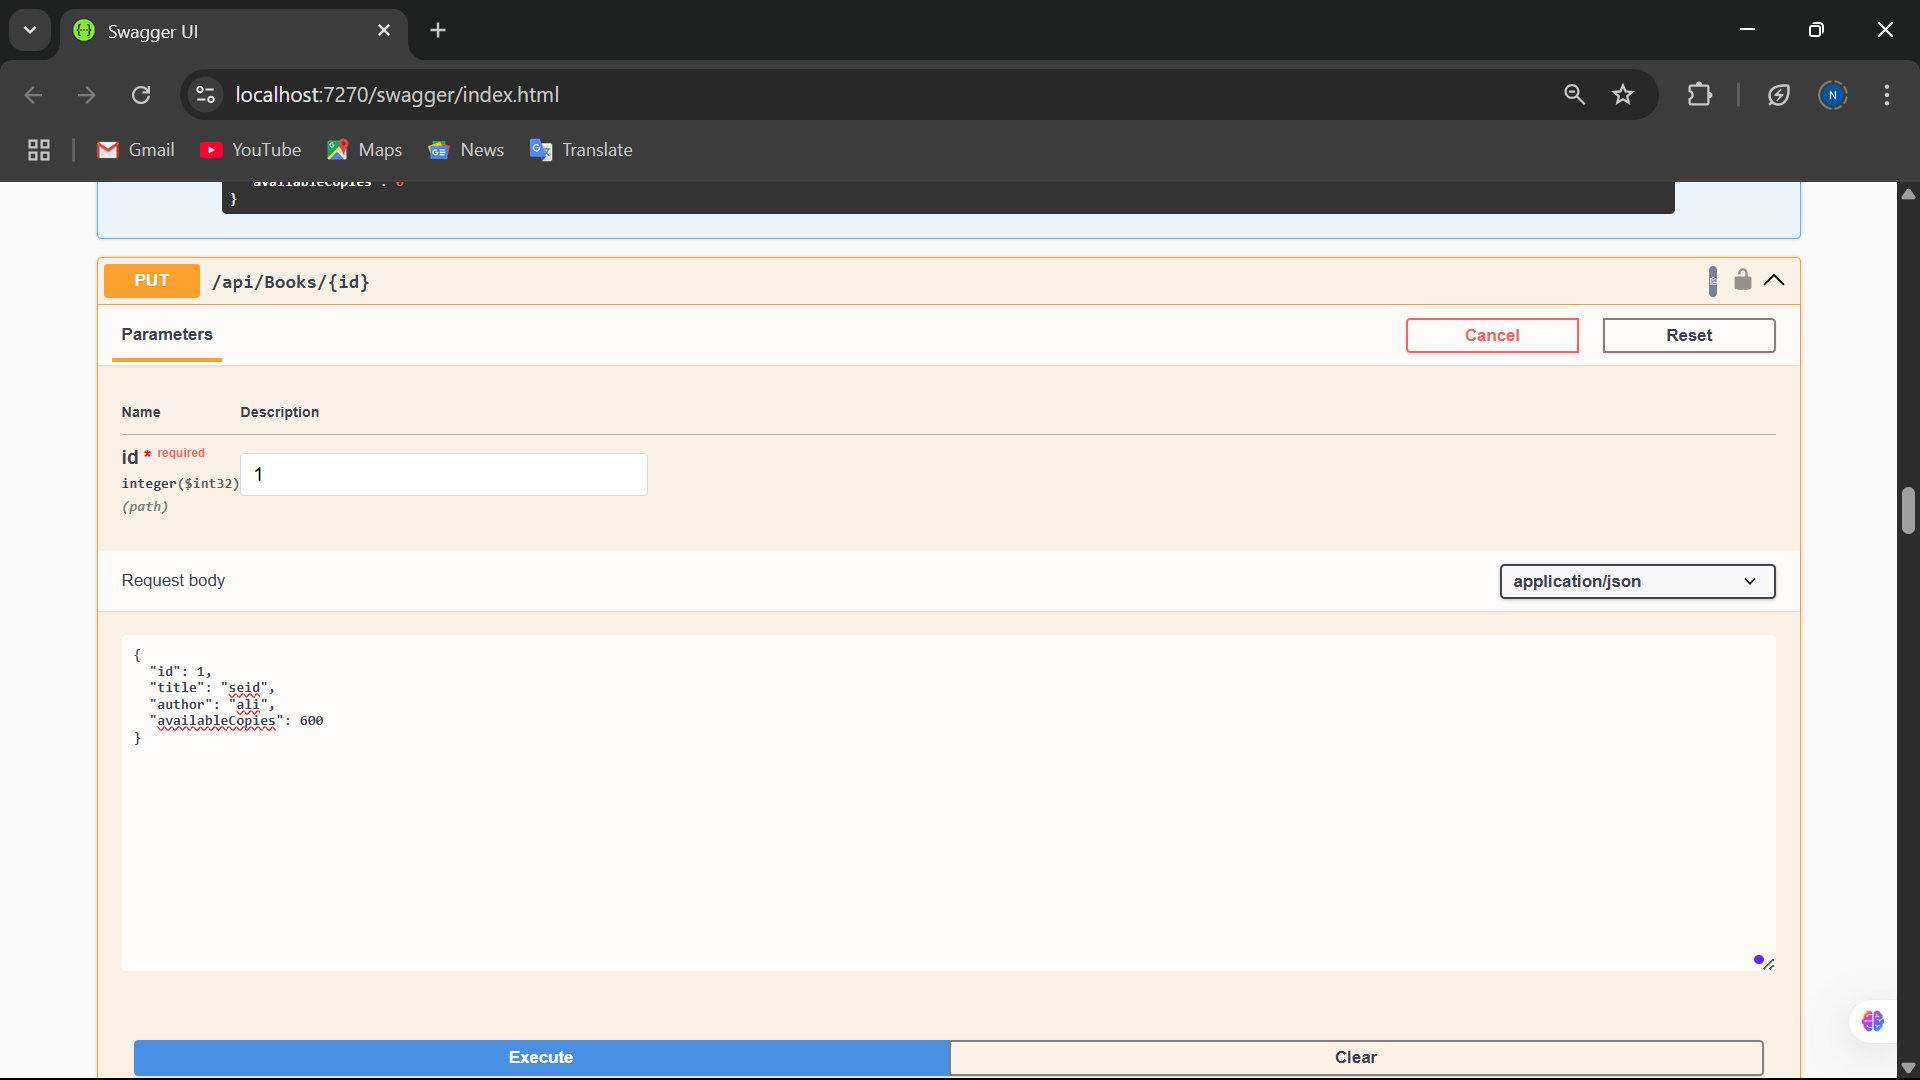 Swagger UI
localhost:7270/swagger/index.html
Gmail
YouTube
Maps
News
Translate
"availableCopies": 0
}
PUT
/api/Books/{id}
Parameters
Cancel
Reset
Name
Description
id * required
1
integer($int32)
(path)
Request body
application/json
{
"id": 1,
"title": "seid",
"author": "ali",
"availableCopies": 600
}
Execute
Clear
N